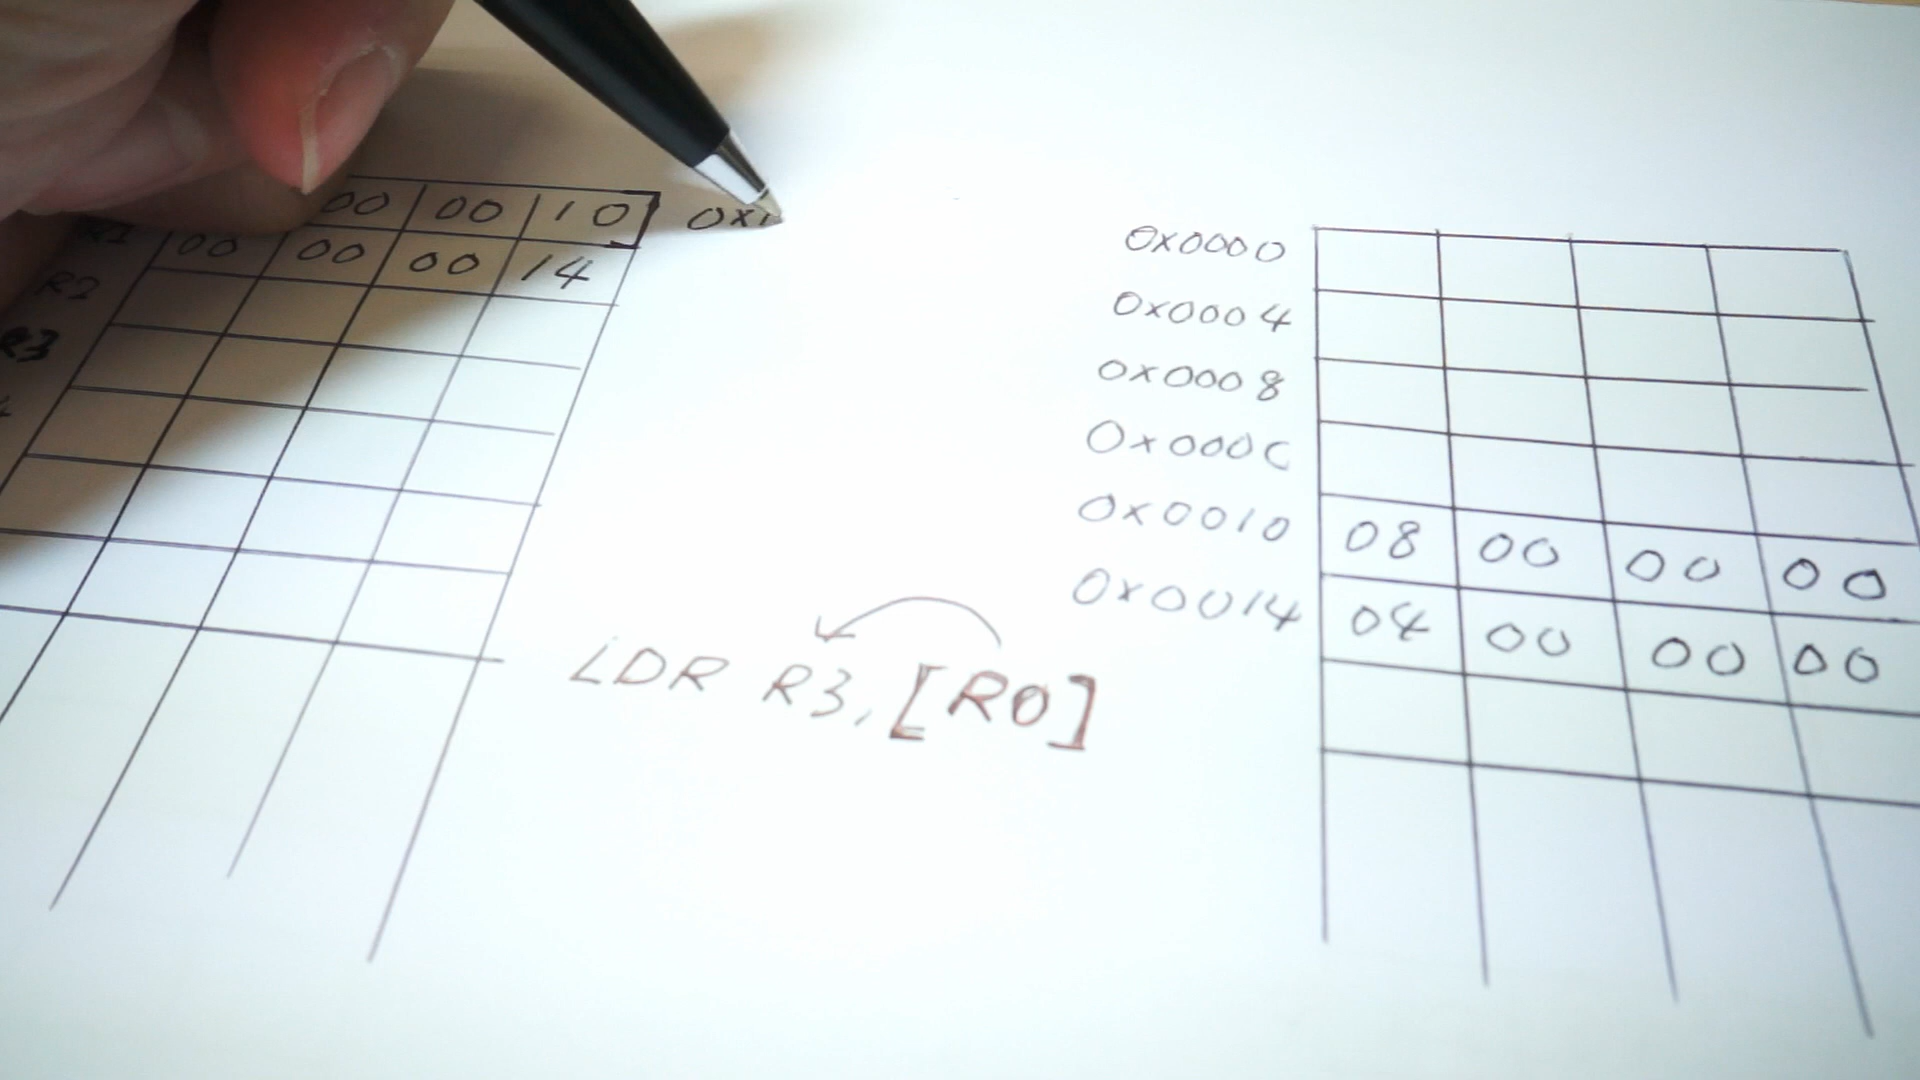 00 00 10 0x1
R1 00 00 00 14
R2
R3
0x0000
0x0004
0x0008
0x000C
0x0010 08 00 00 00
0x0014 04 00 00 00
LDR R3, [R0]